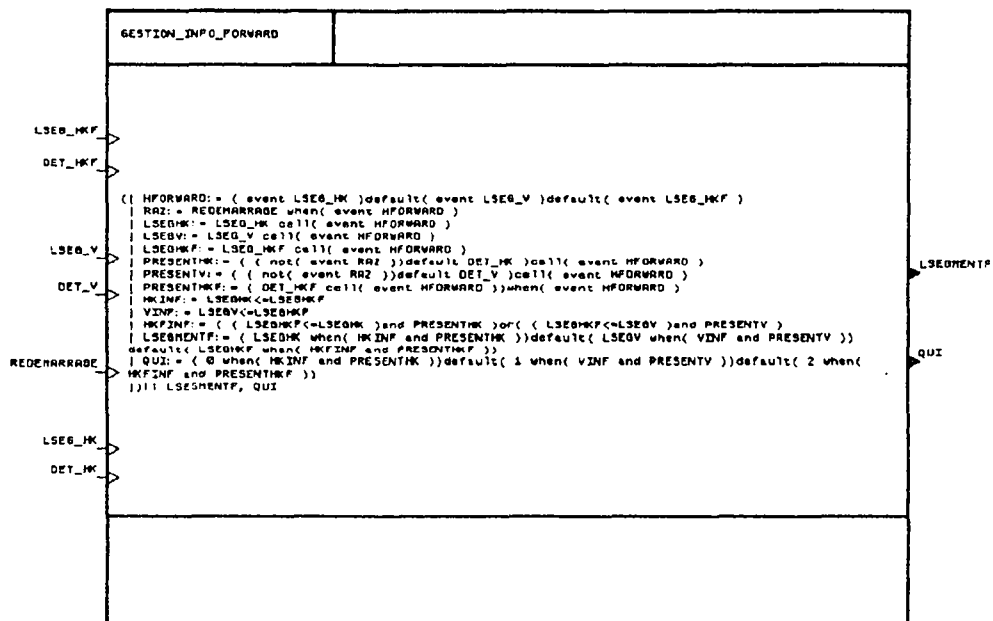 GESTION_INFO_FORWARD
LSEG_HKF
DET_HKF
(| HFORWARD:= ( event LSEG_HK )default( event LSEG_V )default( event LSEG_HKF )
| RAZ:= REDEMARRAGE when( event HFORWARD )
| LSEGHK:= LSEG_HK cell( event HFORWARD )
| LSEGV:= LSEG_V cell( event HFORWARD )
| LSEGHKF:= LSEG_HKF cell( event HFORWARD )
LSEG_V
| PRESENTHK:= ( ( not( event RAZ ))default DET_HK )cell( event HFORWARD )
LSEGMENTF
| PRESENTV:= ( ( not( event RAZ ))default DET_V )cell( event HFORWARD )
DET_V
| PRESENTHKF:= ( DET_HKF cell( event HFORWARD ))when( event HFORWARD )
| HKINF:= LSEGHK<=LSEGHKF
| VINF:= LSEGV<=LSEGHKF
| HKFINF:= ( ( LSEGHKF<=LSEGHK )and PRESENTHK )or( ( LSEGHKF<=LSEGV )and PRESENTV )
| LSEGMENTF:= ( LSEGHK when( HKINF and PRESENTHK ))default( LSEGV when( VINF and PRESENTV ))
default( LSEGHKF when( HKFINF and PRESENTHKF ))
QUI
REDEMARRAGE
| QUI:= ( 0 when( HKINF and PRESENTHK ))default( 1 when( VINF and PRESENTV ))default( 2 when(
HKFINF and PRESENTHKF ))
|)!! LSEGMENTF, QUI
LSEG_HK
DET_HK